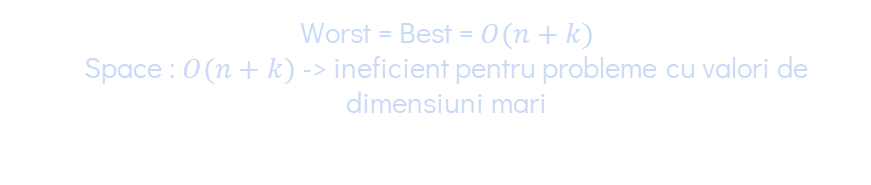 Worst = Best = O(n + k)
Space : O(n + k) -> ineficient pentru probleme cu valori de
dimensiuni mari